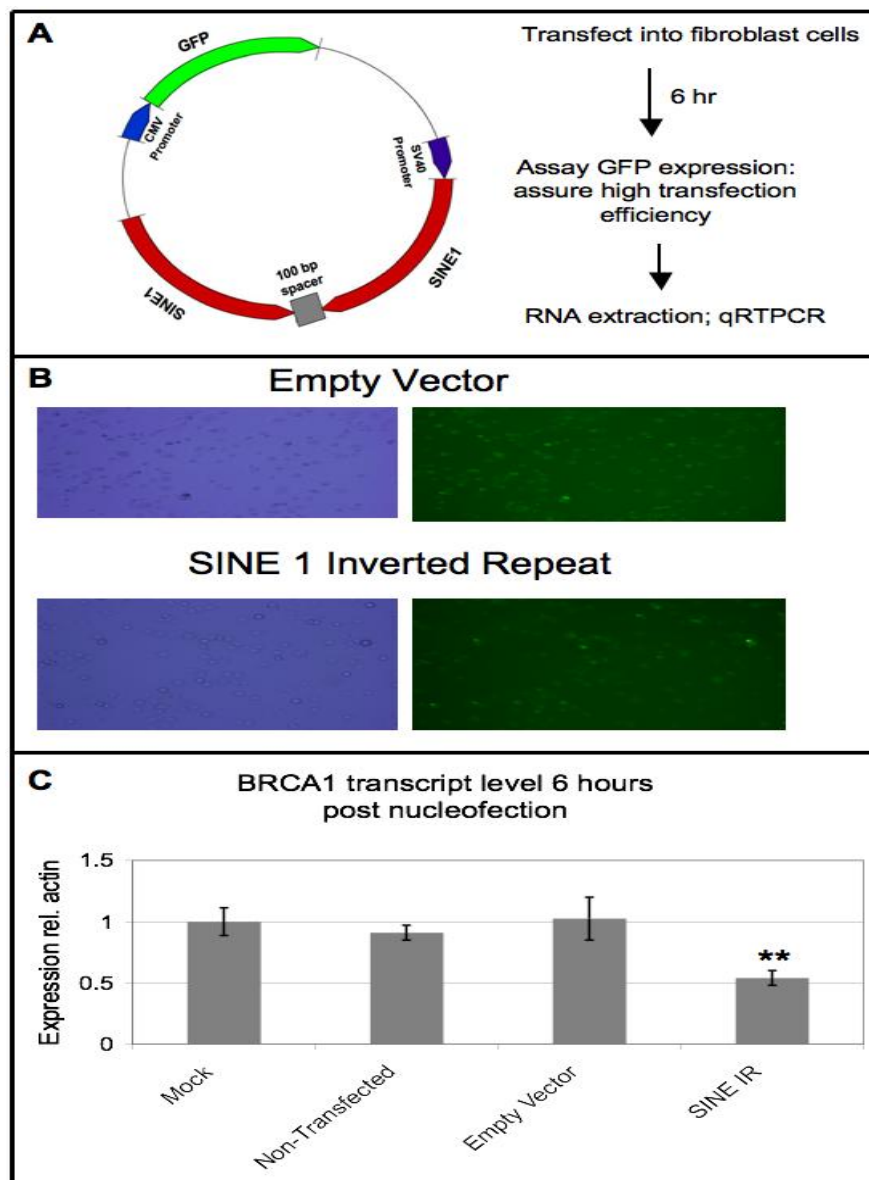 A
GFP
CMV
Promoter
SV40
Promoter
SINE1
100 bp
spacer
SINE1
Transfect into fibroblast cells
6 hr
Assay GFP expression:
assure high transfection
efficiency
RNA extraction; qRTPCR
B
Empty Vector
SINE 1 Inverted Repeat
C
BRCA1 transcript level 6 hours
post nucleofection
Expression rel. actin
1.5
1
0.5
0
**
Mock
Non-Transfected
Empty Vector
SINE IR